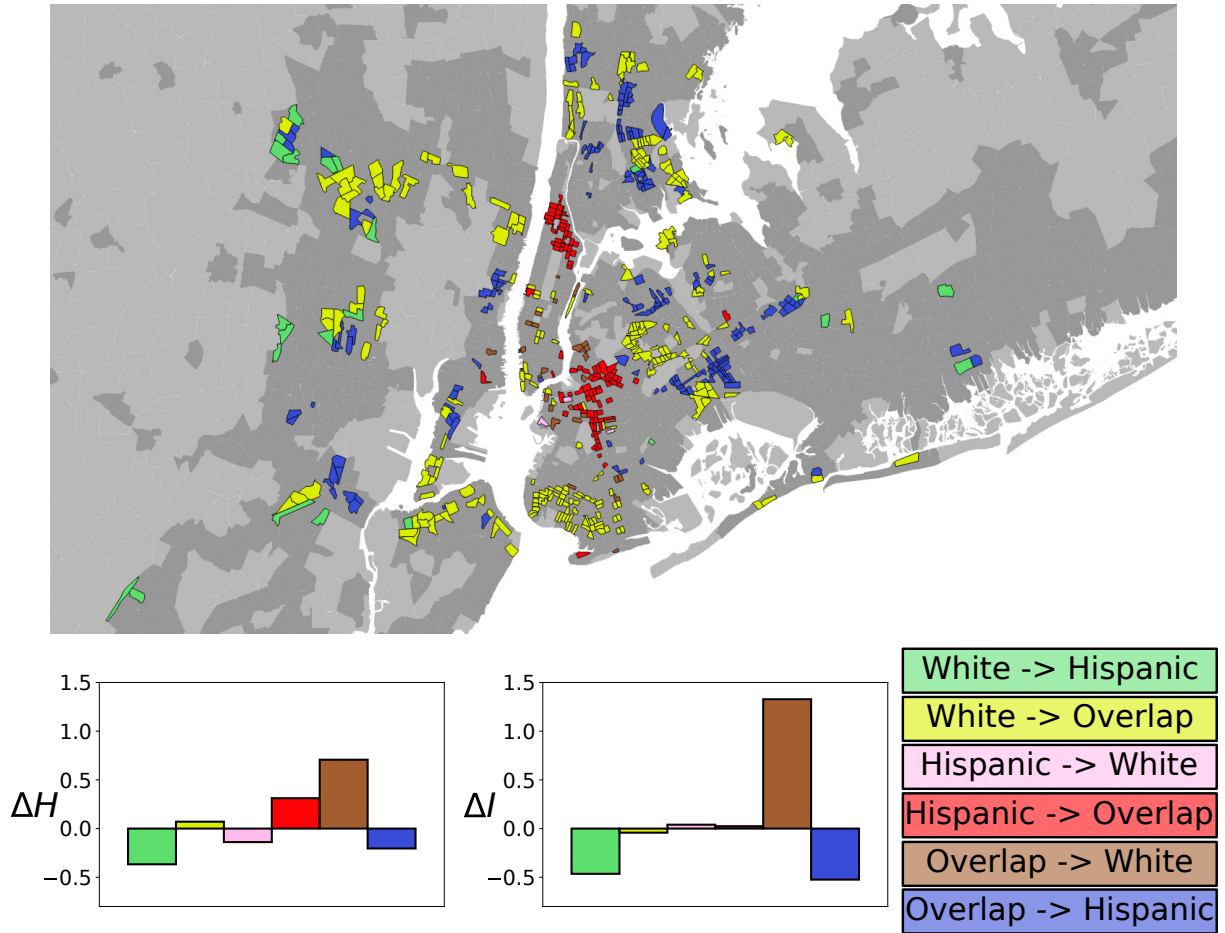 1.5
1.0
0.5
0.0
−0.5
ΔH
1.5
1.0
0.5
0.0
−0.5
ΔI
White -> Hispanic
White -> Overlap
Hispanic -> White
Hispanic -> Overlap
Overlap -> White
Overlap -> Hispanic